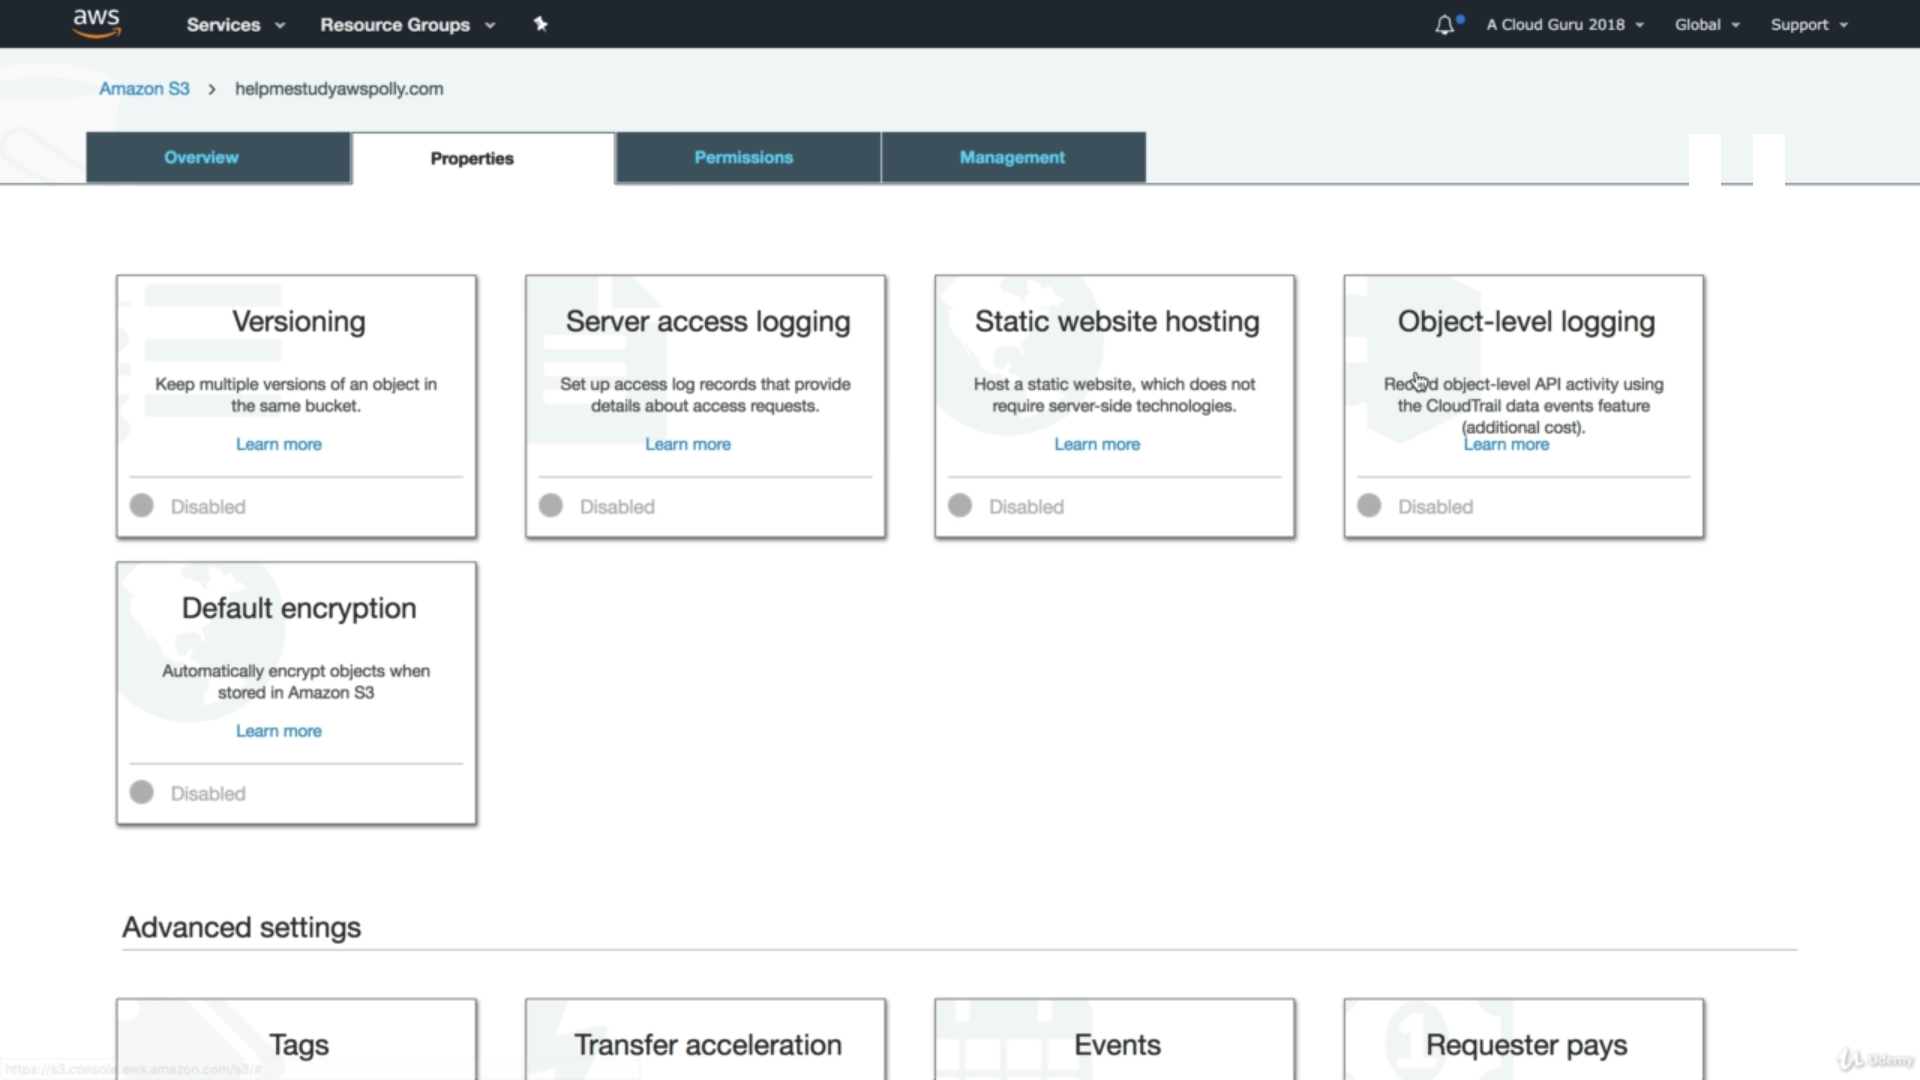 aws Services Resource Groups A Cloud Guru 2018 Global Support
Amazon S3 > helpmestudyawspolly.com
Overview Properties Permissions Management
Versioning
Keep multiple versions of an object in
the same bucket.
Learn more
Disabled
Server access logging
Set up access log records that provide
details about access requests.
Learn more
Disabled
Static website hosting
Host a static website, which does not
require server-side technologies.
Learn more
Disabled
Object-level logging
Record object-level API activity using
the CloudTrail data events feature
(additional cost).
Learn more
Disabled
Default encryption
Automatically encrypt objects when
stored in Amazon S3
Learn more
Disabled
Advanced settings
Tags
Transfer acceleration
Events
1
Requester pays
https://s3.console.aws.amazon.com/s3/#
Udemy